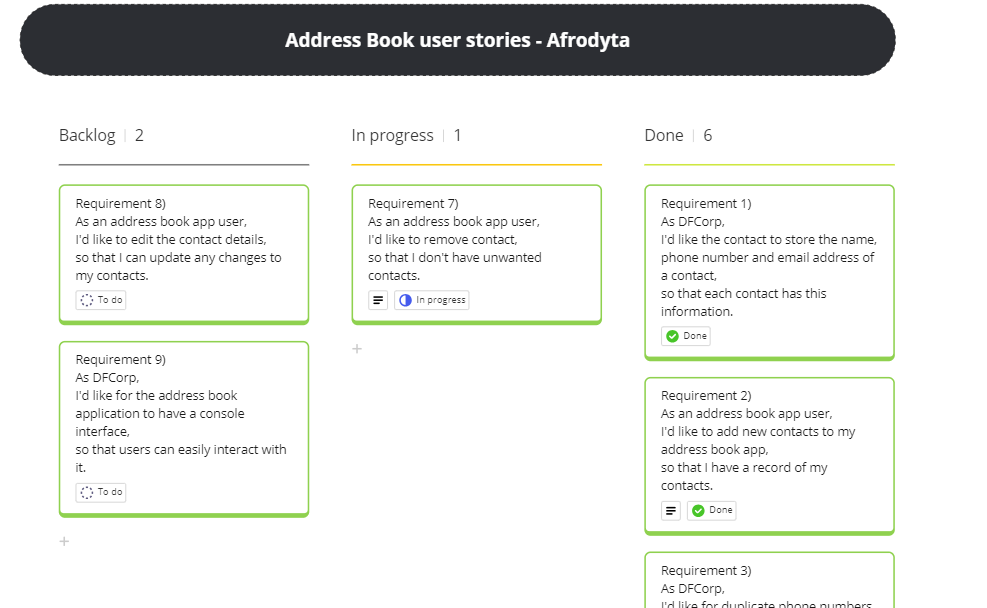 Address Book user stories - Afrodyta
Backlog | 2
Requirement 8)
As an address book app user,
I'd like to edit the contact details,
so that I can update any changes to
my contacts.
To do
Requirement 9)
As DFCorp,
I'd like for the address book
application to have a console
interface,
so that users can easily interact with
it.
To do
+
In progress | 1
Requirement 7)
As an address book app user,
I'd like to remove contact,
so that I don't have unwanted
contacts.
In progress
+
Done | 6
Requirement 1)
As DFCorp,
I'd like the contact to store the name,
phone number and email address of
a contact,
so that each contact has this
information.
Done
Requirement 2)
As an address book app user,
I'd like to add new contacts to my
address book app,
so that I have a record of my
contacts.
Done
Requirement 3)
As DFCorp,
I'd like for duplicate phone numbers